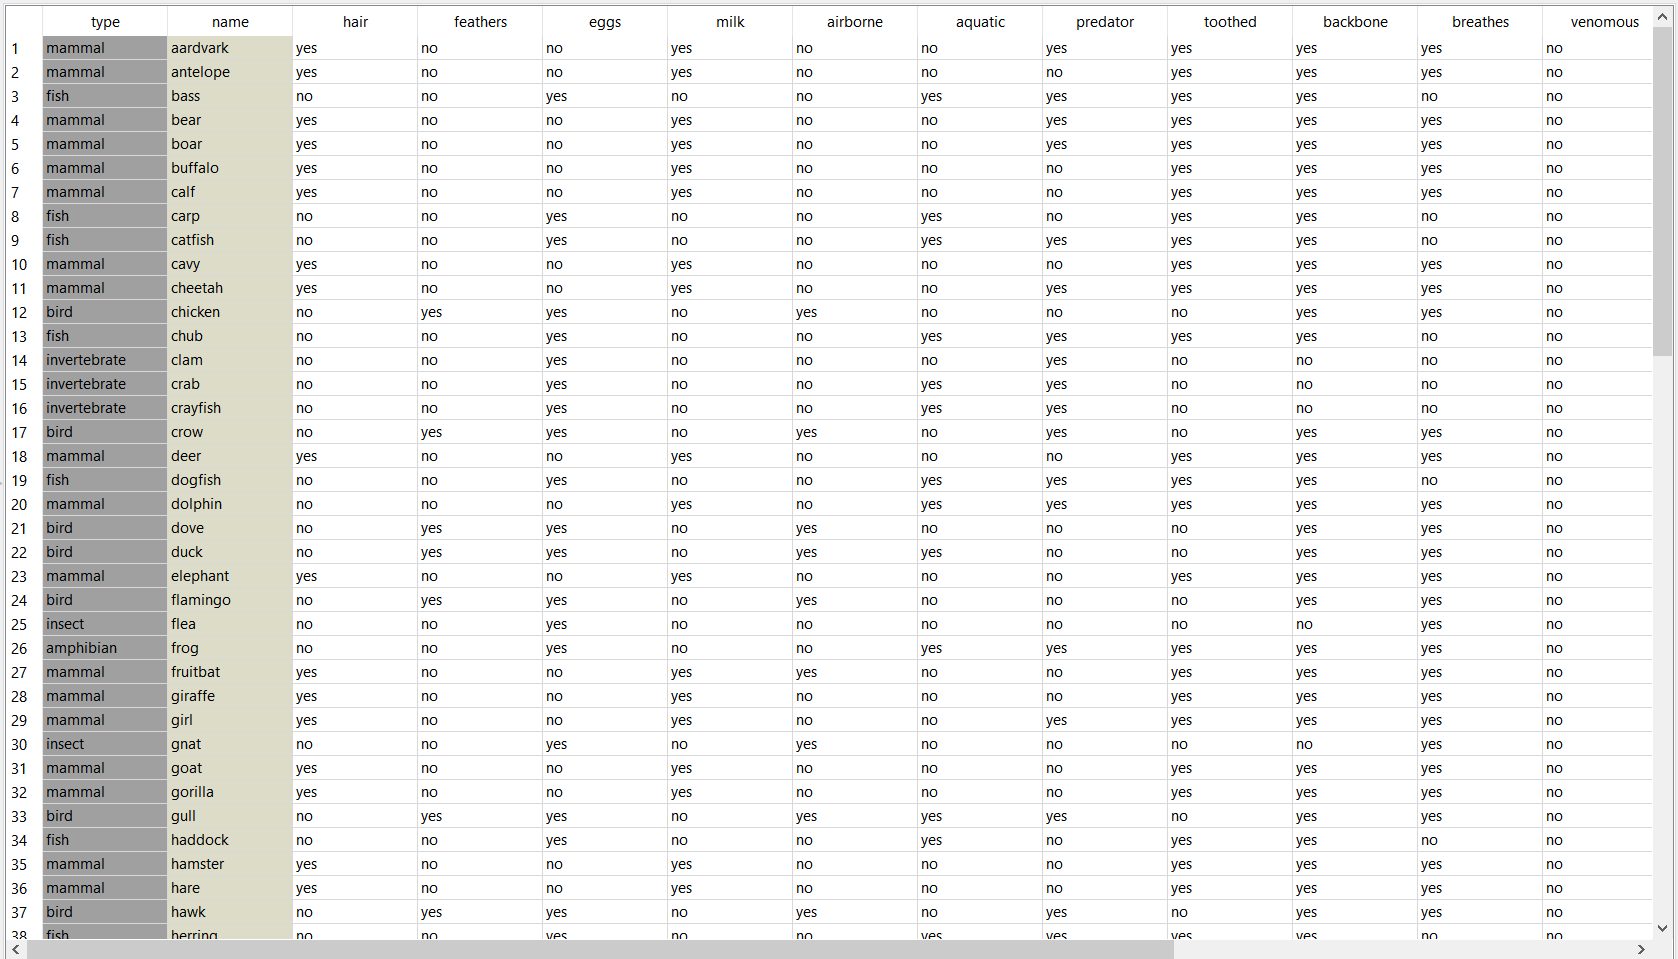 type name hair feathers eggs milk airborne aquatic predator toothed backbone breathes venomous
1 mammal aardvark yes no no yes no no yes yes yes yes no
2 mammal antelope yes no no yes no no no yes yes yes no
3 fish bass no no yes no no yes yes yes yes no no
4 mammal bear yes no no yes no no yes yes yes yes no
5 mammal boar yes no no yes no no yes yes yes yes no
6 mammal buffalo yes no no yes no no no yes yes yes no
7 mammal calf yes no no yes no no no yes yes yes no
8 fish carp no no yes no no yes no yes yes no no
9 fish catfish no no yes no no yes yes yes yes no no
10 mammal cavy yes no no yes no no no yes yes yes no
11 mammal cheetah yes no no yes no no yes yes yes yes no
12 bird chicken no yes yes no yes no no no yes yes no
13 fish chub no no yes no no yes yes yes yes no no
14 invertebrate clam no no yes no no no yes no no no no
15 invertebrate crab no no yes no no yes yes no no no no
16 invertebrate crayfish no no yes no no yes yes no no no no
17 bird crow no yes yes no yes no yes no yes yes no
18 mammal deer yes no no yes no no no yes yes yes no
19 fish dogfish no no yes no no yes yes yes yes no no
20 mammal dolphin no no no yes no yes yes yes yes yes no
21 bird dove no yes yes no yes no no no yes yes no
22 bird duck no yes yes no yes yes no no yes yes no
23 mammal elephant yes no no yes no no no yes yes yes no
24 bird flamingo no yes yes no yes no no no yes yes no
25 insect flea no no yes no no no no no no yes no
26 amphibian frog no no yes no no yes yes yes yes yes no
27 mammal fruitbat yes no no yes yes no no yes yes yes no
28 mammal giraffe yes no no yes no no no yes yes yes no
29 mammal girl yes no no yes no no yes yes yes yes no
30 insect gnat no no yes no yes no no no no yes no
31 mammal goat yes no no yes no no no yes yes yes no
32 mammal gorilla yes no no yes no no no yes yes yes no
33 bird gull no yes yes no yes yes yes no yes yes no
34 fish haddock no no yes no no yes no yes yes no no
35 mammal hamster yes no no yes no no no yes yes yes no
36 mammal hare yes no no yes no no no yes yes yes no
37 bird hawk no yes yes no yes no yes no yes yes no
38 fish herring no no yes no no yes yes yes yes no no